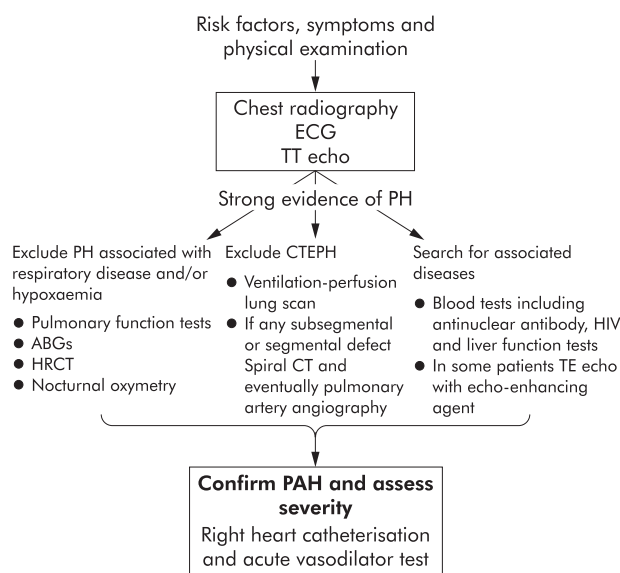 Risk factors, symptoms and
physical examination
Chest radiography
ECG
TT echo
Strong evidence of PH
Exclude PH associated with
respiratory disease and/or
hypoxaemia
● Pulmonary function tests
● ABGs
● HRCT
● Nocturnal oxymetry
Exclude CTEPH
● Ventilation-perfusion
lung scan
● If any subsegmental
or segmental defect
Spiral CT and
eventually pulmonary
artery angiography
Search for associated
diseases
● Blood tests including
antinuclear antibody, HIV
and liver function tests
● In some patients TE echo
with echo-enhancing
agent
Confirm PAH and assess
severity
Right heart catheterisation
and acute vasodilator test